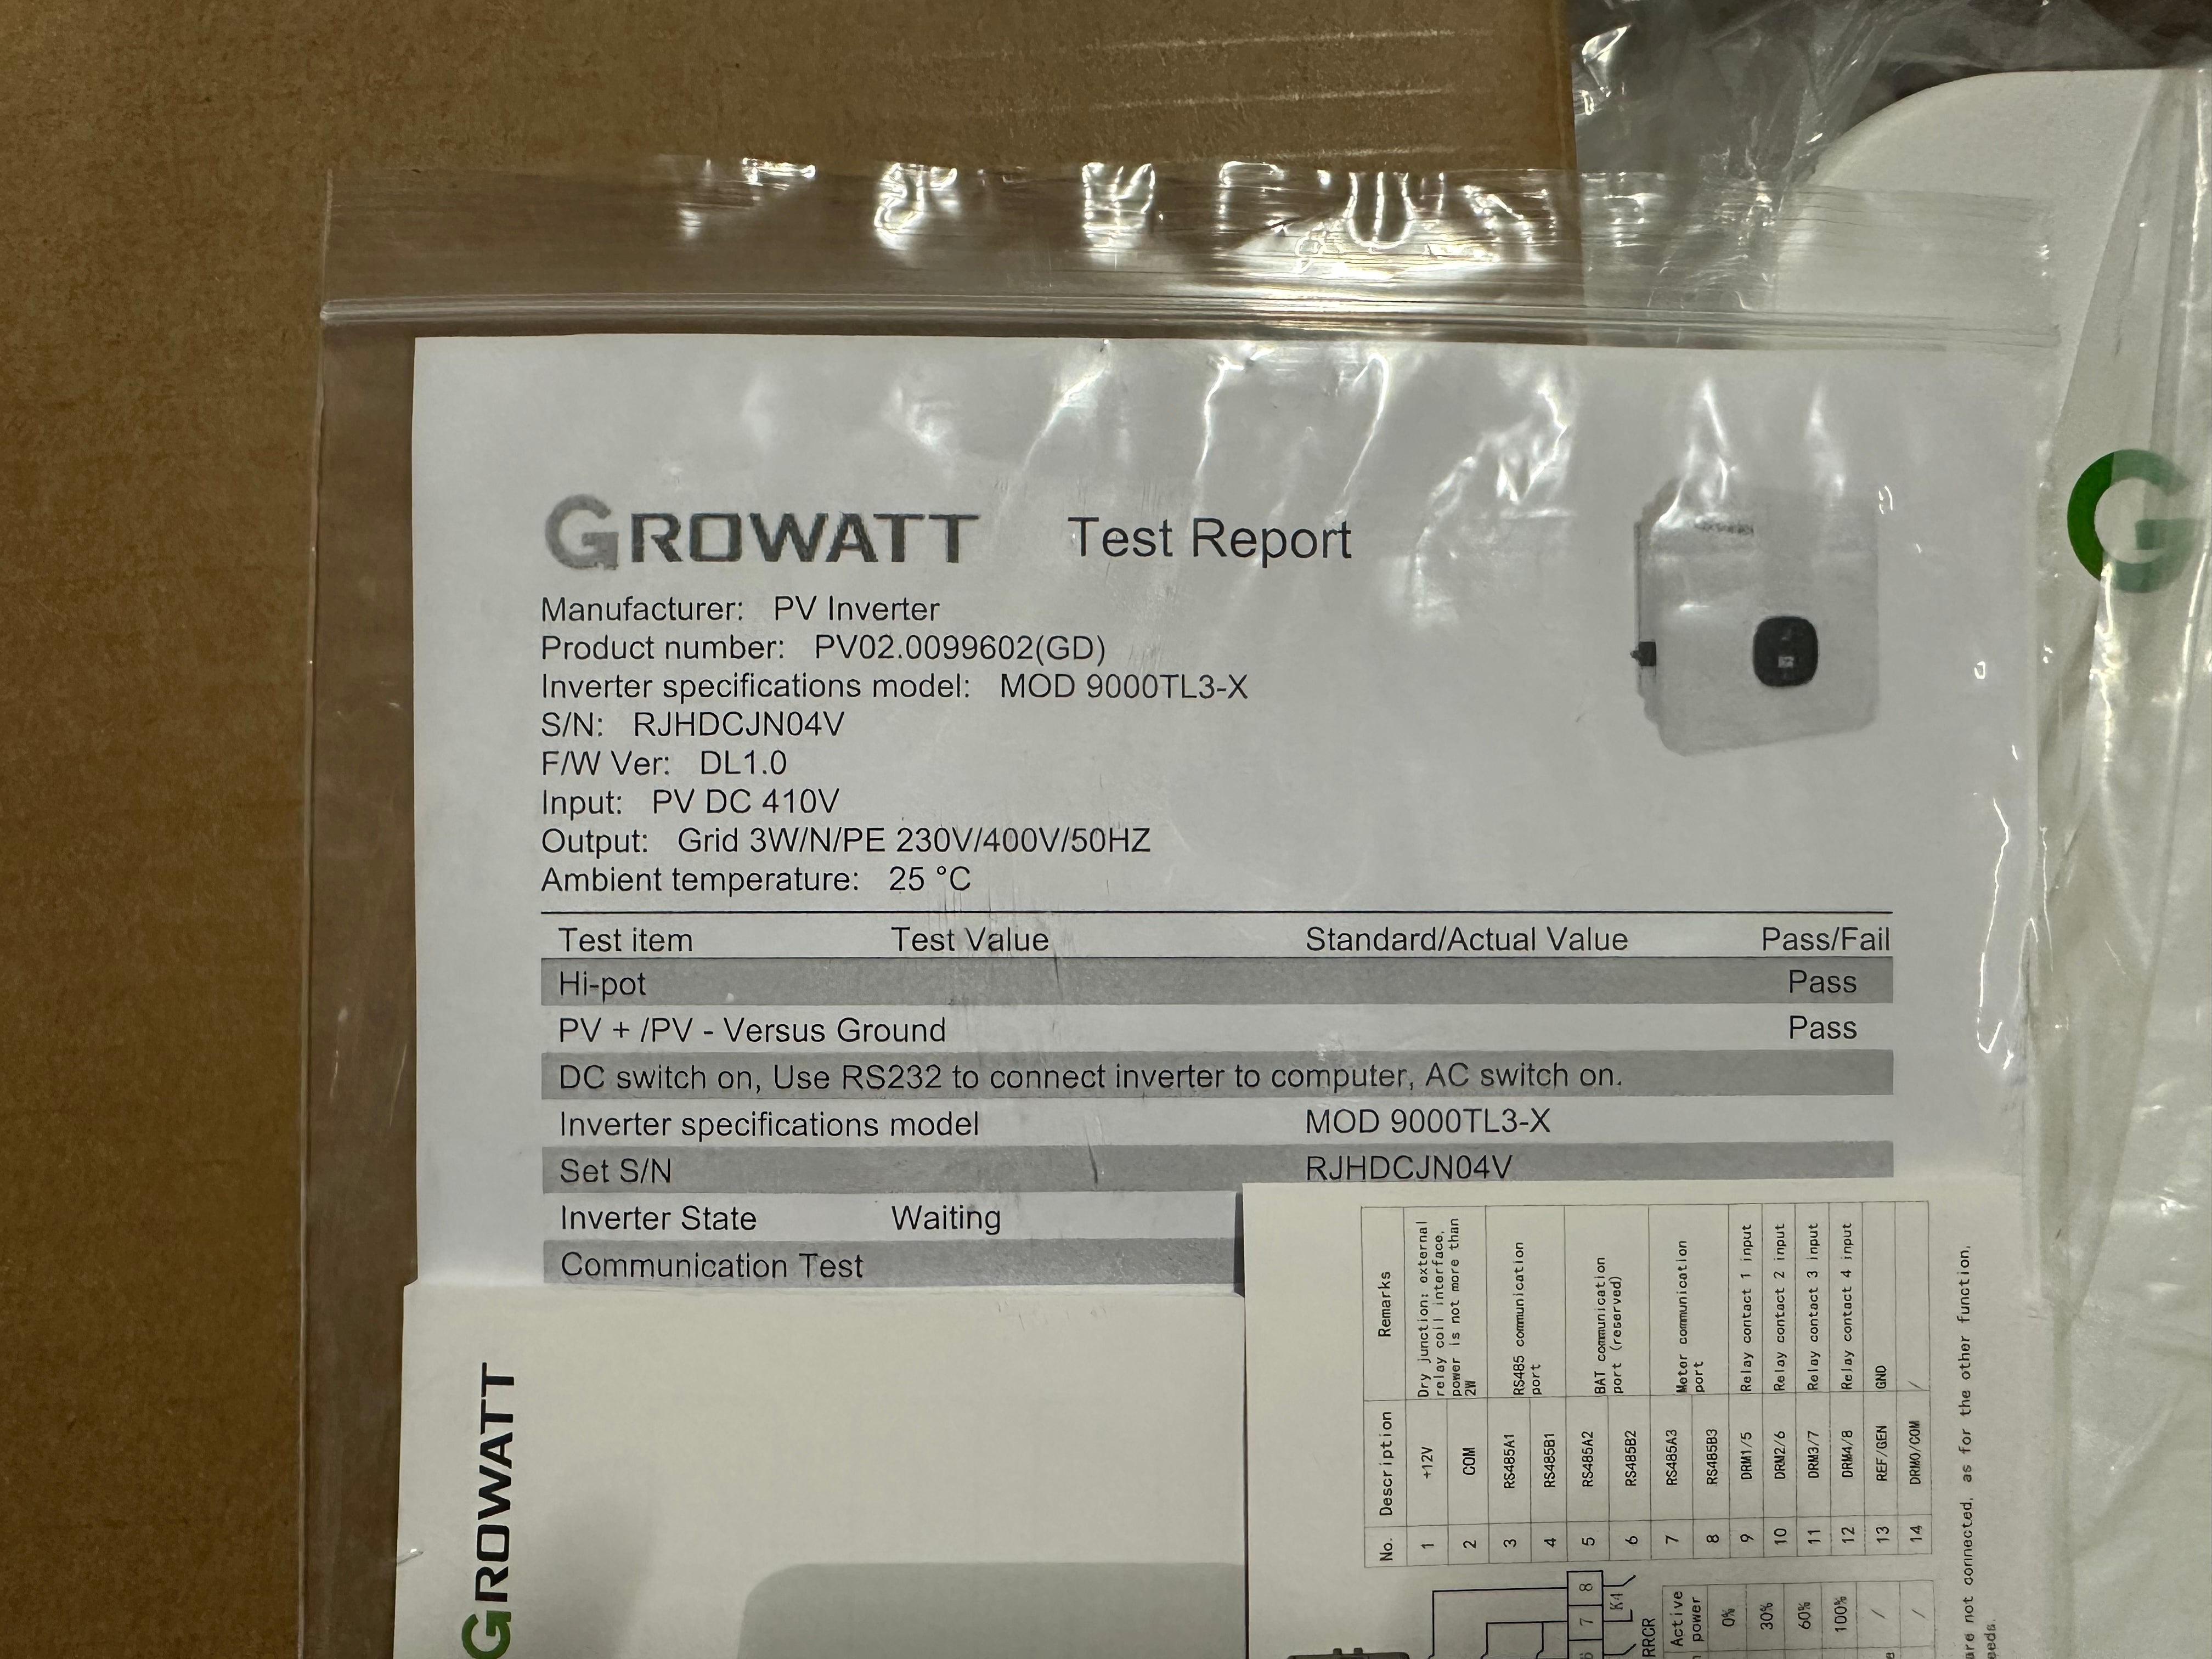 GROWATT Test Report
Manufacturer: PV Inverter
Product number: PV02.0099602(GD)
Inverter specifications model: MOD 9000TL3-X
S/N: RJHDCJN04V
F/W Ver: DL1.0
Input: PV DC 410V
Output: Grid 3W/N/PE 230V/400V/50HZ
Ambient temperature: 25 °C
Test item Test Value Standard/Actual Value Pass/Fail
Hi-pot Pass
PV + /PV - Versus Ground Pass
DC switch on, Use RS232 to connect inverter to computer, AC switch on.
Inverter specifications model MOD 9000TL3-X
Set S/N RJHDCJN04V
Inverter State Waiting
Communication Test
GROWATT
No. Description Remarks
1 +12V Dry junction: external
relay coil interface,
power is not more than
2W
2 COM
3 RS485A1 RS485 communication
port
4 RS485B1
5 RS485A2 BAT communication
port (reserved)
6 RS485B2
7 RS485A3 Meter communication
port
8 RS485B3
9 DRM1/5 Relay contact 1 input
10 DRM2/6 Relay contact 2 input
11 DRM3/7 Relay contact 3 input
12 DRM4/8 Relay contact 4 input
13 REF/GEN GND
14 DRM0/COM /
are not connected, as for the other function,
eeds.
6 7 8
K4
RRCR
Active
power
0%
30%
60%
100%
/
/
G